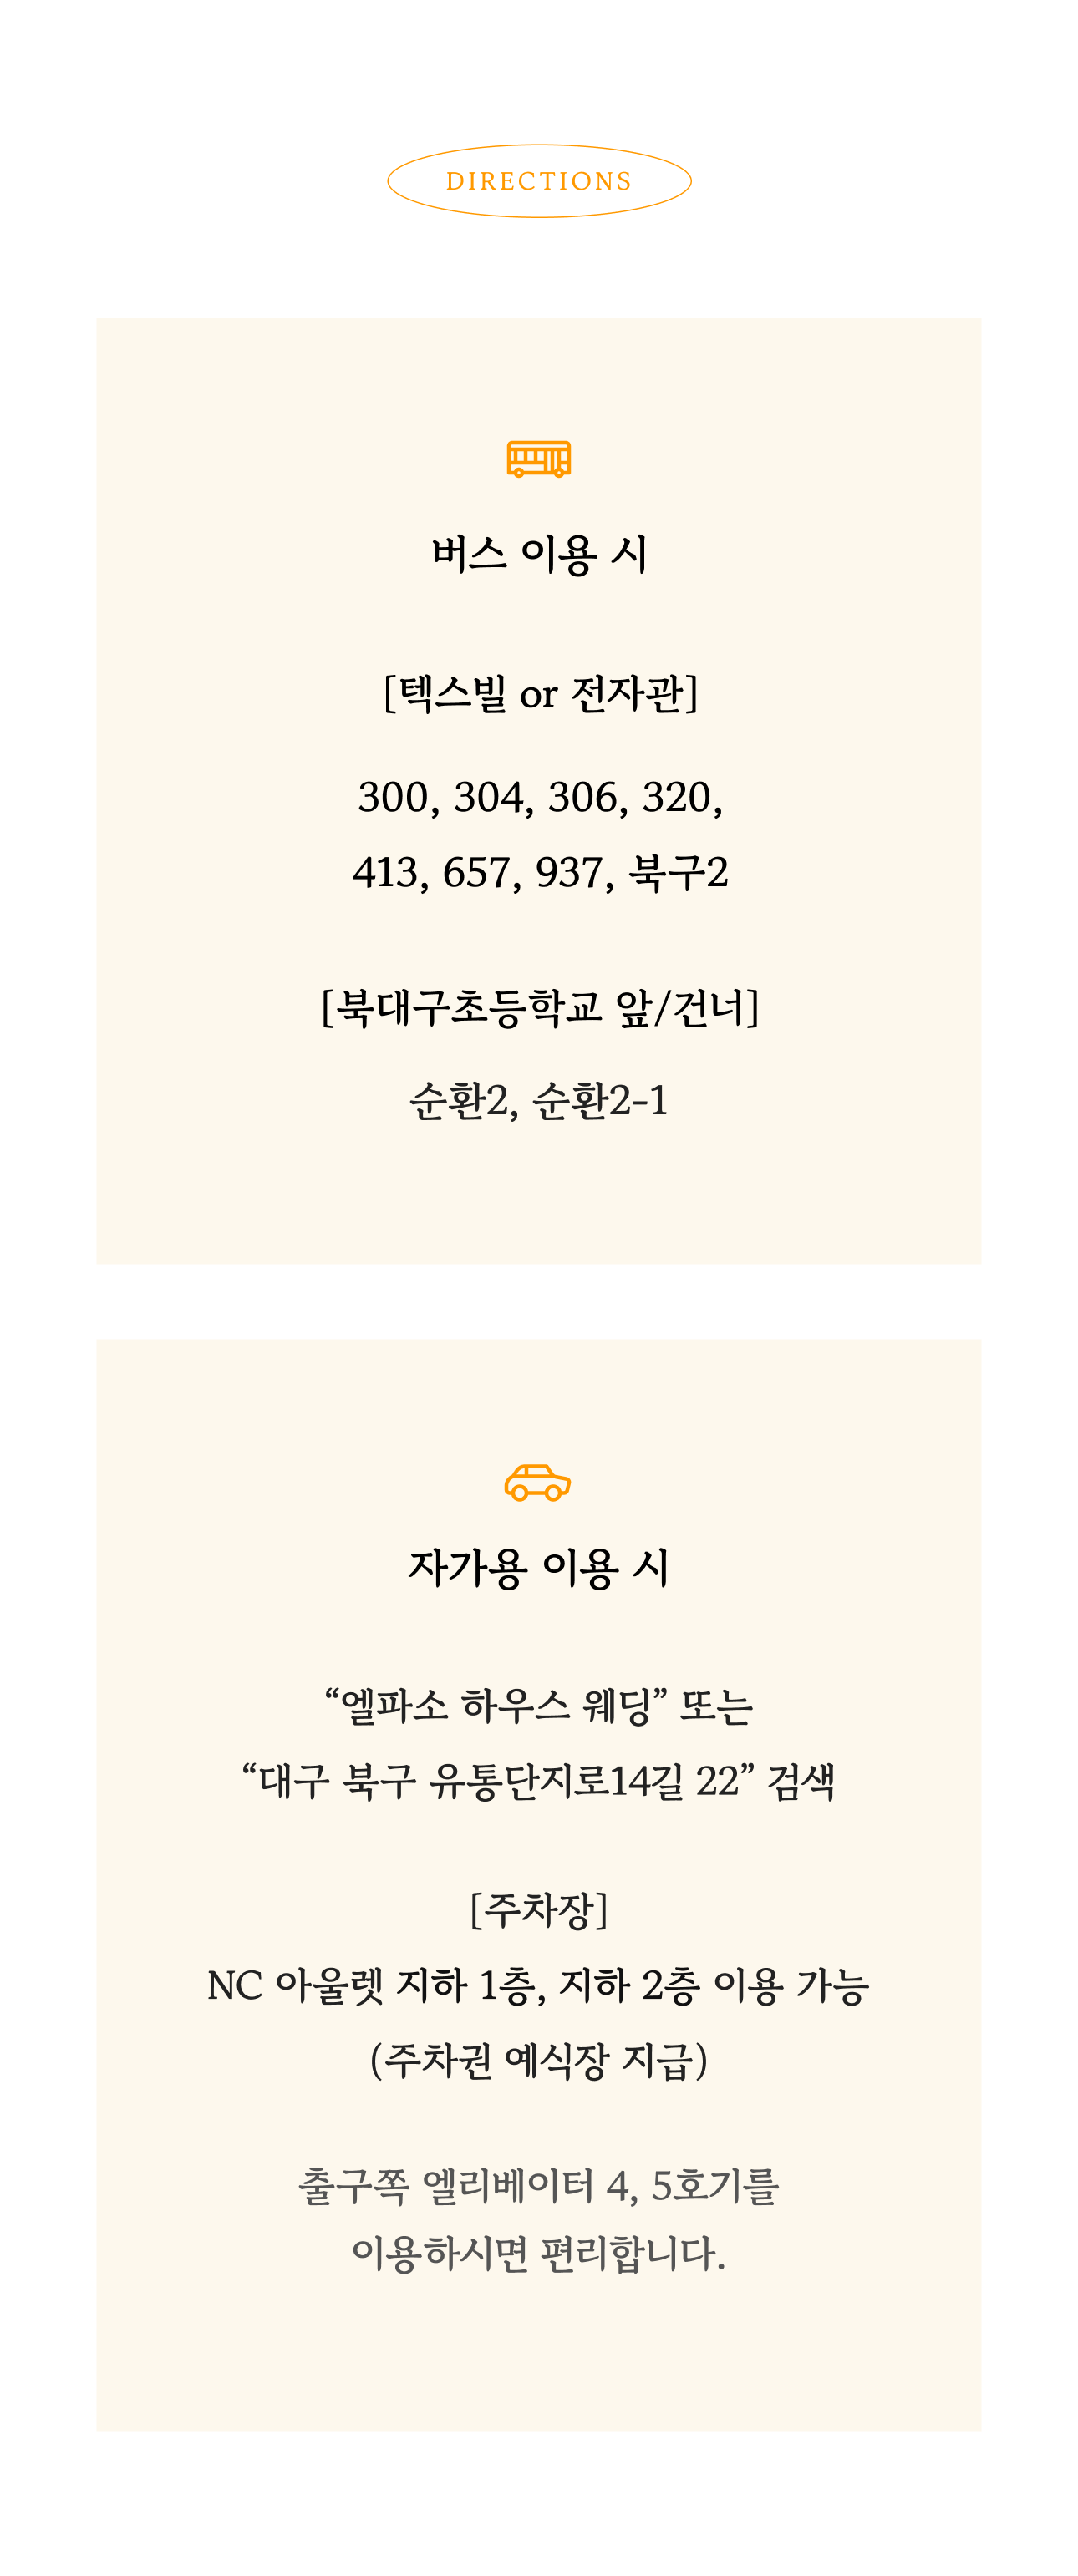 DIRECTIONS
버스 이용 시
[텍스빌 or 전자관]
300, 304, 306, 320,
413, 657, 937, 북구2
[북대구초등학교 앞/건너]
순환2, 순환2-1
자가용 이용 시
“엘파소 하우스 웨딩” 또는
“대구 북구 유통단지로14길 22” 검색
[주차장]
NC 아울렛 지하 1층, 지하 2층 이용 가능
(주차권 예식장 지급)
출구쪽 엘리베이터 4, 5호기를
이용하시면 편리합니다.